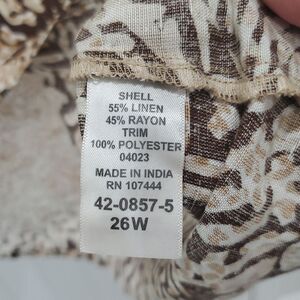 SHELL
55% LINEN
45% RAYON
TRIM
100% POLYESTER
04023
MADE IN INDIA
RN 107444
42-0857-5
26W